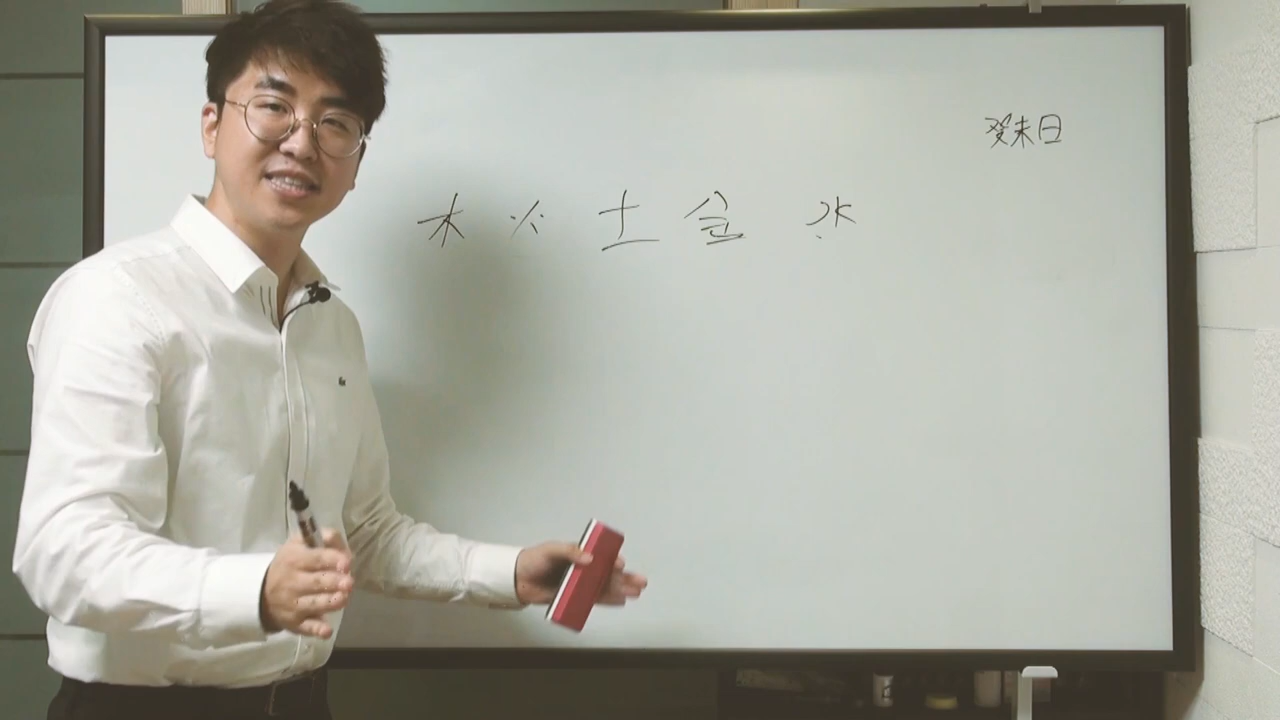 癸未日
木 火 土 金 水